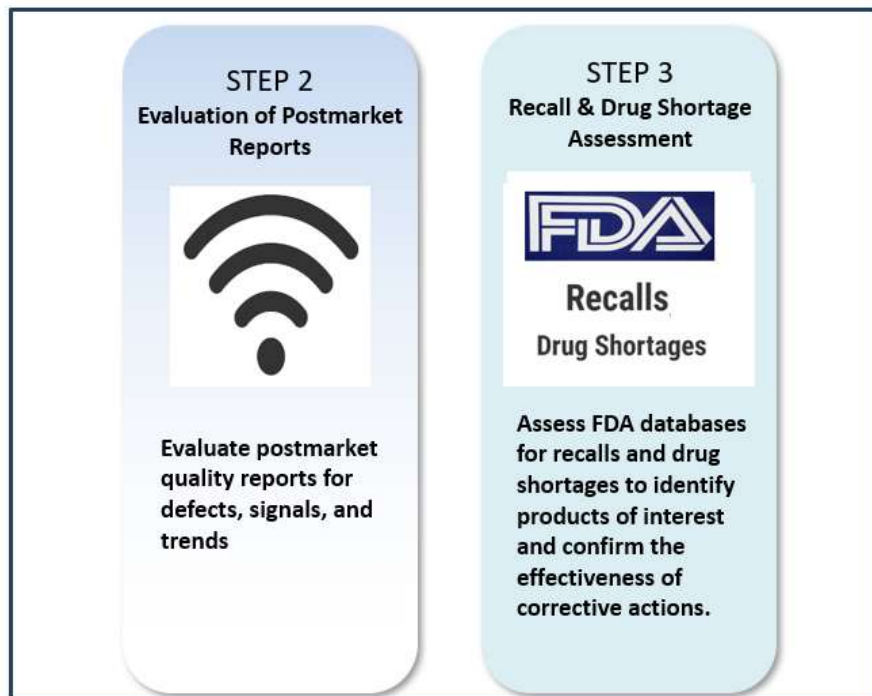 STEP 2
Evaluation of Postmarket
Reports
Evaluate postmarket
quality reports for
defects, signals, and
trends
STEP 3
Recall & Drug Shortage
Assessment
FDA
Recalls
Drug Shortages
Assess FDA databases
for recalls and drug
shortages to identify
products of interest
and confirm the
effectiveness of
corrective actions.